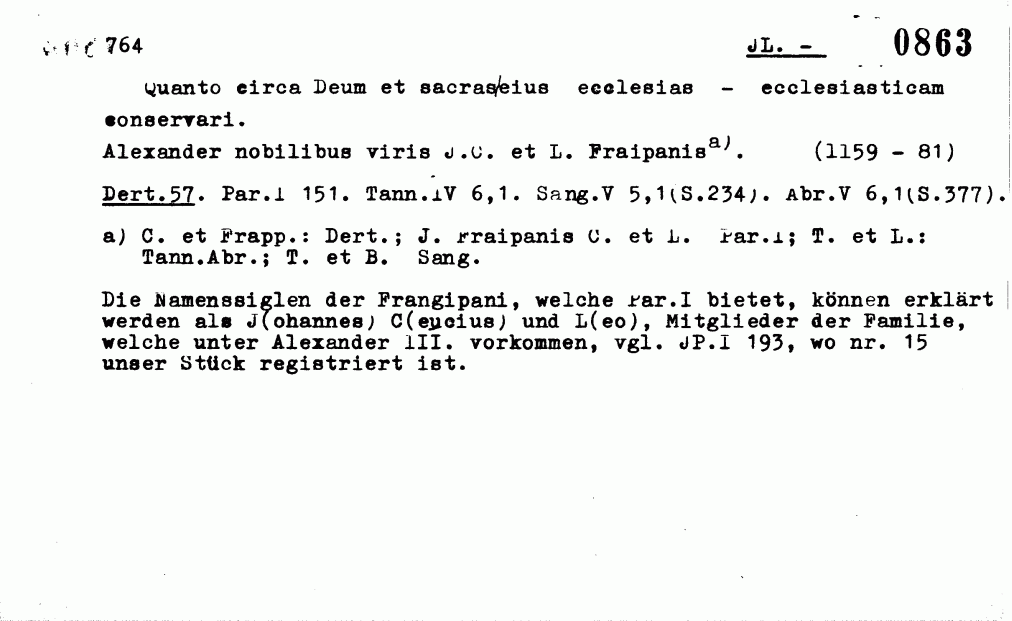 764 JL. - 0863
Quanto circa Deum et sacras/eius ecclesias - ecclesiasticam
conservari.
Alexander nobilibus viris J.C. et L. Fraipanis a). (1159 - 81)
Dert.57. Par.I 151. Tann.IV 6,1. Sang.V 5,1(S.234). Abr.V 6,1(S.377).
a) C. et Frapp.: Dert.; J. Fraipanis C. et L. Par.I; T. et L.:
Tann.Abr.; T. et B. Sang.
Die Namenssiglen der Frangipani, welche Par.I bietet, können erklärt
werden als J(ohannes) C(encius) und L(eo), Mitglieder der Familie,
welche unter Alexander III. vorkommen, vgl. JP.I 193, wo nr. 15
unser Stück registriert ist.